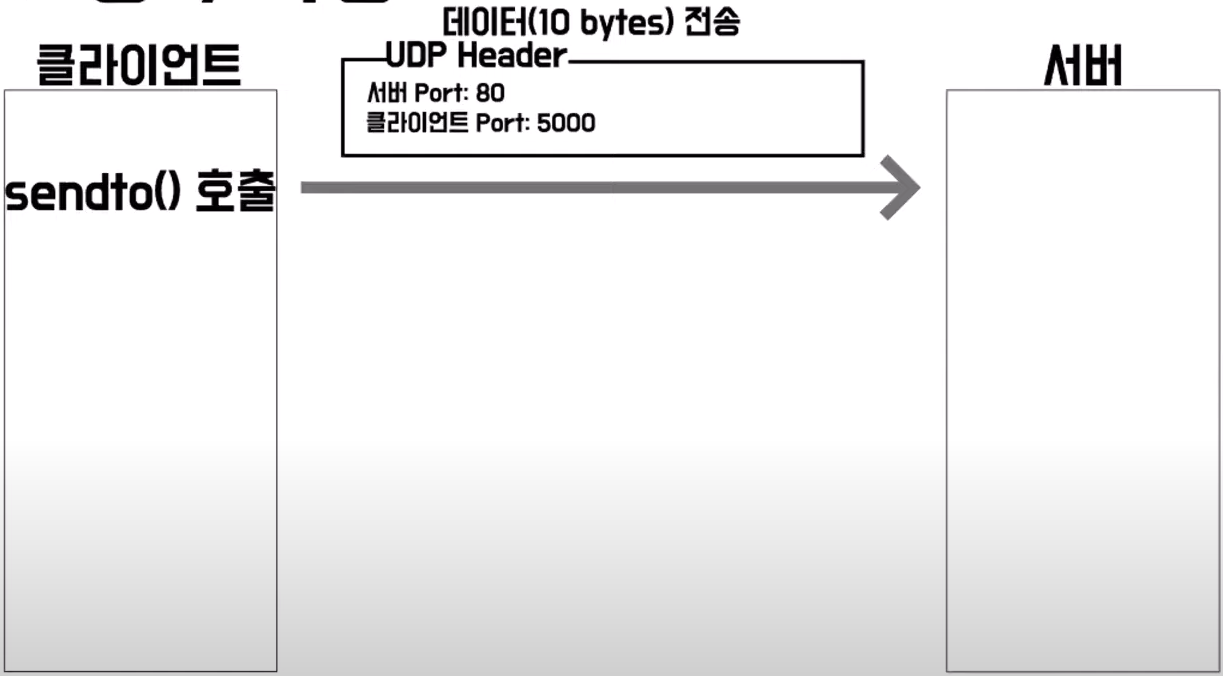 데이터(10 bytes) 전송
클라이언트
UDP Header
서버
서버 Port: 80
클라이언트 Port: 5000
sendto() 호출